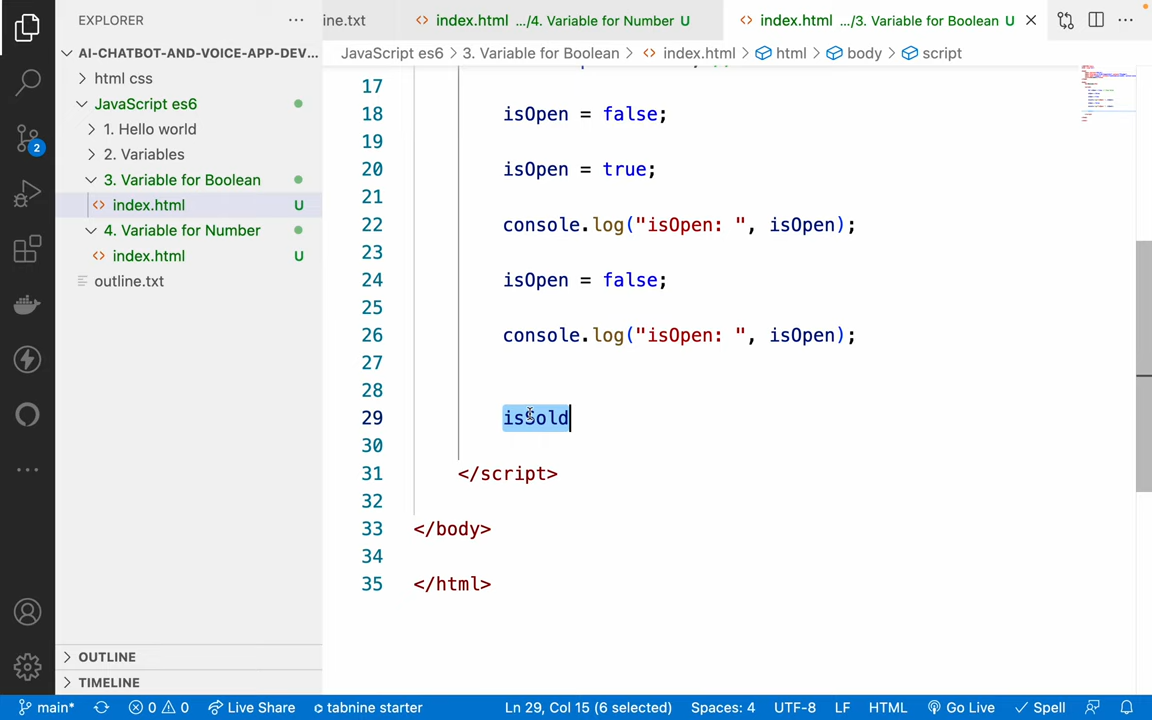 EXPLORER
ine.txt
index.html .../4. Variable for Number U
index.html .../3. Variable for Boolean U
AI-CHATBOT-AND-VOICE-APP-DEV...
JavaScript es6 > 3. Variable for Boolean > index.html > html > body > script
html css
JavaScript es6
1. Hello world
2. Variables
3. Variable for Boolean
index.html U
4. Variable for Number
index.html U
outline.txt
2
17
18 isOpen = false;
19
20 isOpen = true;
21
22 console.log("isOpen: ", isOpen);
23
24 isOpen = false;
25
26 console.log("isOpen: ", isOpen);
27
28
29 isSold
30
31 </script>
32
33 </body>
34
35 </html>
OUTLINE
TIMELINE
main* 0 0 Live Share tabnine starter Ln 29, Col 15 (6 selected) Spaces: 4 UTF-8 LF HTML Go Live Spell